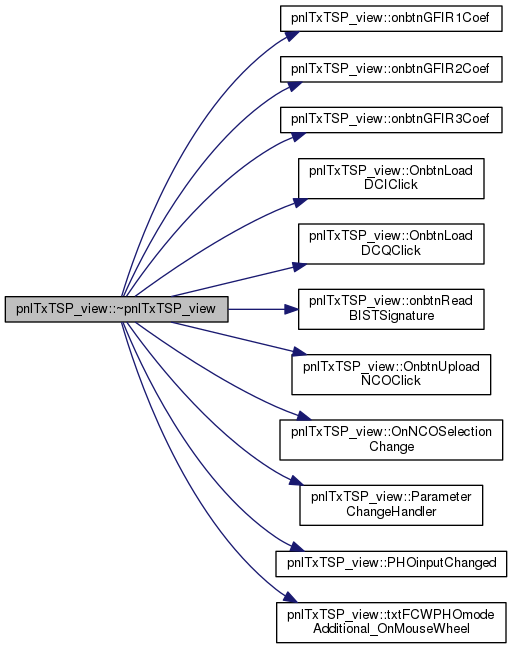 pnlTxTSP_view::onbtnGFIR1Coef
pnlTxTSP_view::onbtnGFIR2Coef
pnlTxTSP_view::onbtnGFIR3Coef
pnlTxTSP_view::OnbtnLoad
DCIClick
pnlTxTSP_view::OnbtnLoad
DCQClick
pnlTxTSP_view::~pnlTxTSP_view
pnlTxTSP_view::onbtnRead
BISTSignature
pnlTxTSP_view::OnbtnUpload
NCOClick
pnlTxTSP_view::OnNCOSelection
Change
pnlTxTSP_view::Parameter
ChangeHandler
pnlTxTSP_view::PHOinputChanged
pnlTxTSP_view::txtFCWPHOmode
Additional_OnMouseWheel